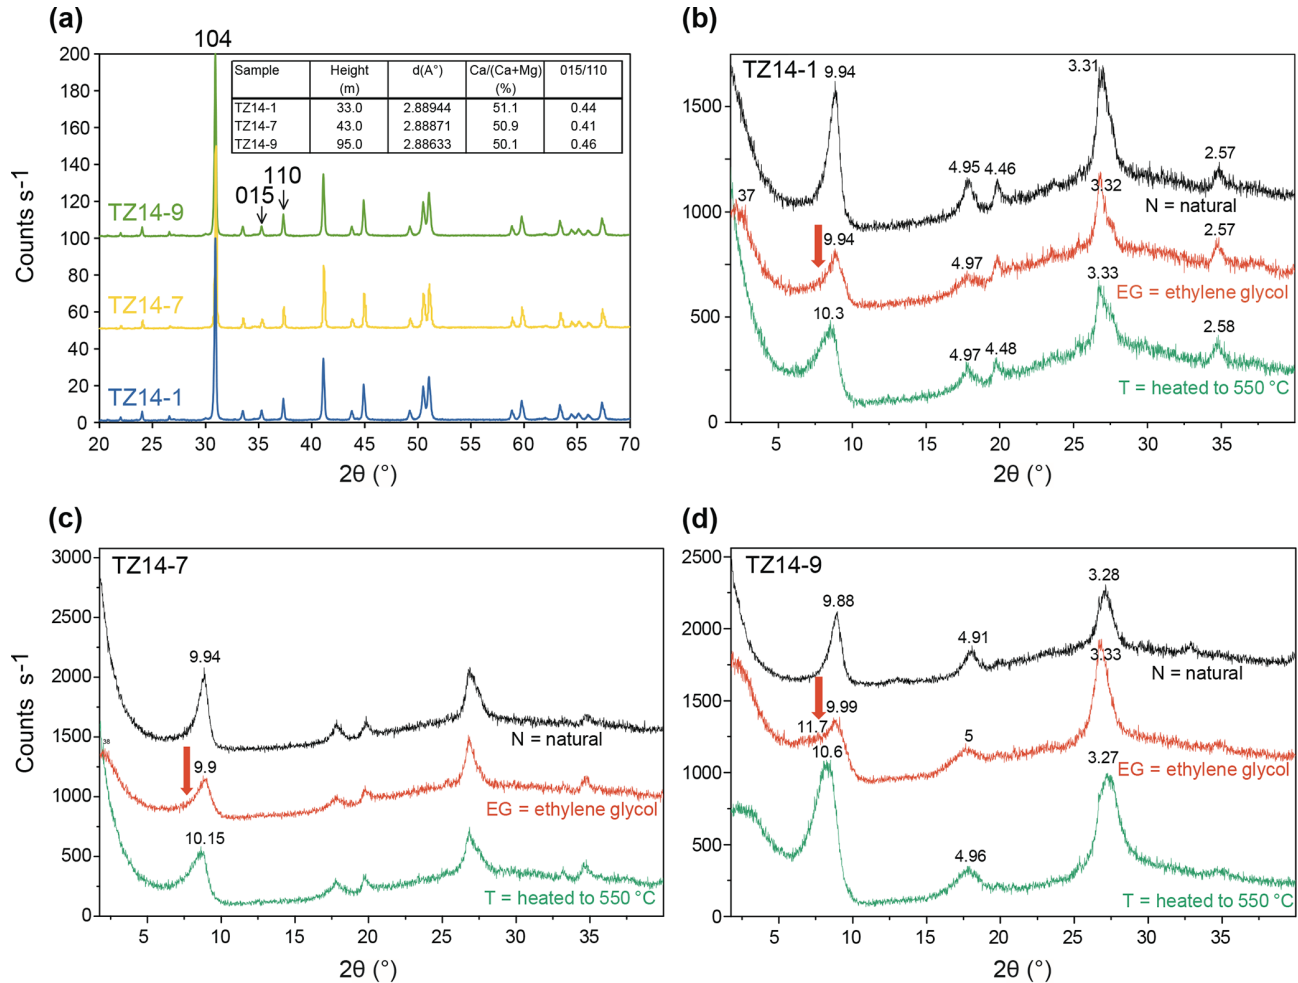 (a)
104
200
180
160
140
120
100
80
60
40
20
0
Counts s-1
Sample Height (m) d(A°) Ca/(Ca+Mg) (%) 015/110
TZ14-1 33.0 2.88944 51.1 0.44
TZ14-7 43.0 2.88871 50.9 0.41
TZ14-9 95.0 2.88633 50.1 0.46
015
110
TZ14-9
TZ14-7
TZ14-1
20 25 30 35 40 45 50 55 60 65 70
2θ (°)
(b)
TZ14-1
1500
1000
500
0
9.94
4.95
4.46
3.31
2.57
N = natural
37
9.94
4.97
3.32
2.57
EG = ethylene glycol
10.3
4.97
4.48
3.33
2.58
T = heated to 550 °C
5 10 15 20 25 30 35
2θ (°)
(c)
TZ14-7
3000
2500
2000
1500
1000
500
0
Counts s-1
9.94
N = natural
36
9.9
EG = ethylene glycol
10.15
T = heated to 550 °C
5 10 15 20 25 30 35
2θ (°)
(d)
TZ14-9
2500
2000
1500
1000
500
0
9.88
4.91
3.28
N = natural
11.7
9.99
5
3.33
EG = ethylene glycol
10.6
4.96
3.27
T = heated to 550 °C
5 10 15 20 25 30 35
2θ (°)